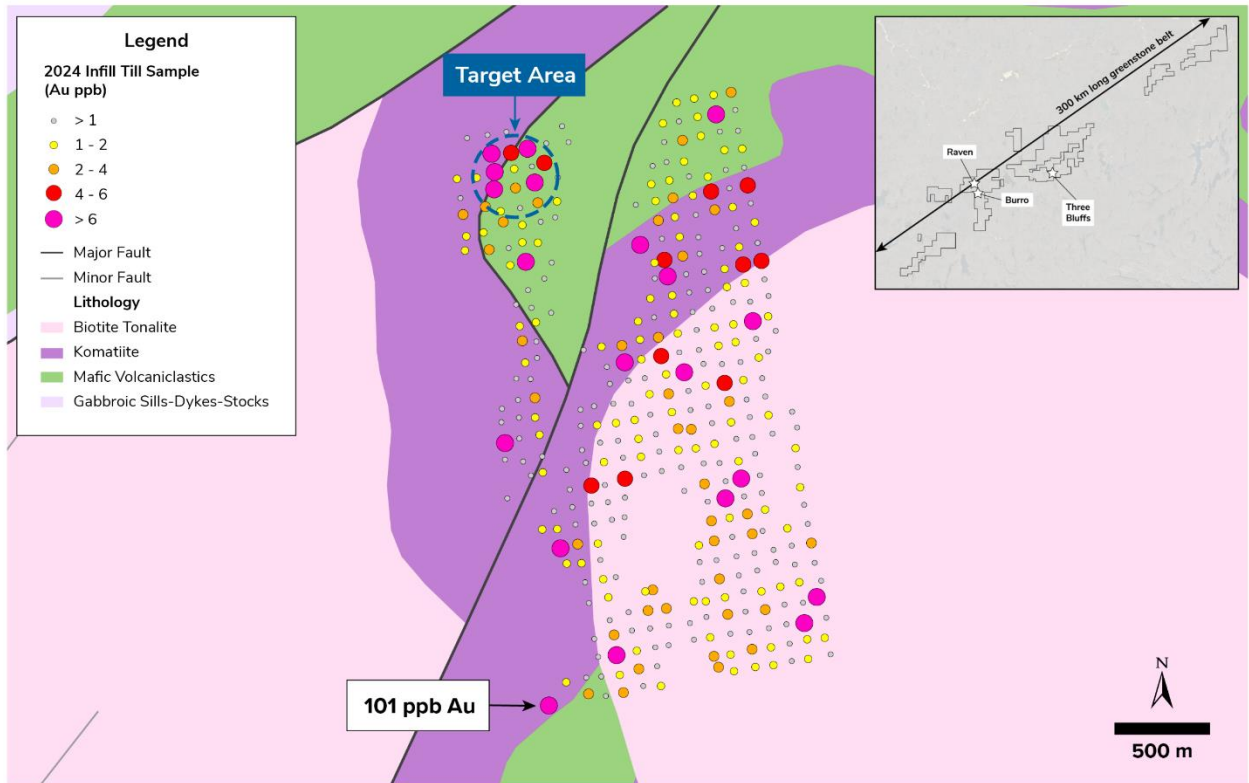 Legend
2024 Infill Till Sample
(Au ppb)
> 1
1 - 2
2 - 4
4 - 6
> 6
Major Fault
Minor Fault
Lithology
Biotite Tonalite
Komatiite
Mafic Volcaniclastics
Gabbroic Sills-Dykes-Stocks
Target Area
101 ppb Au
300 km long greenstone belt
Raven
Burro
Three
Bluffs
N
500 m